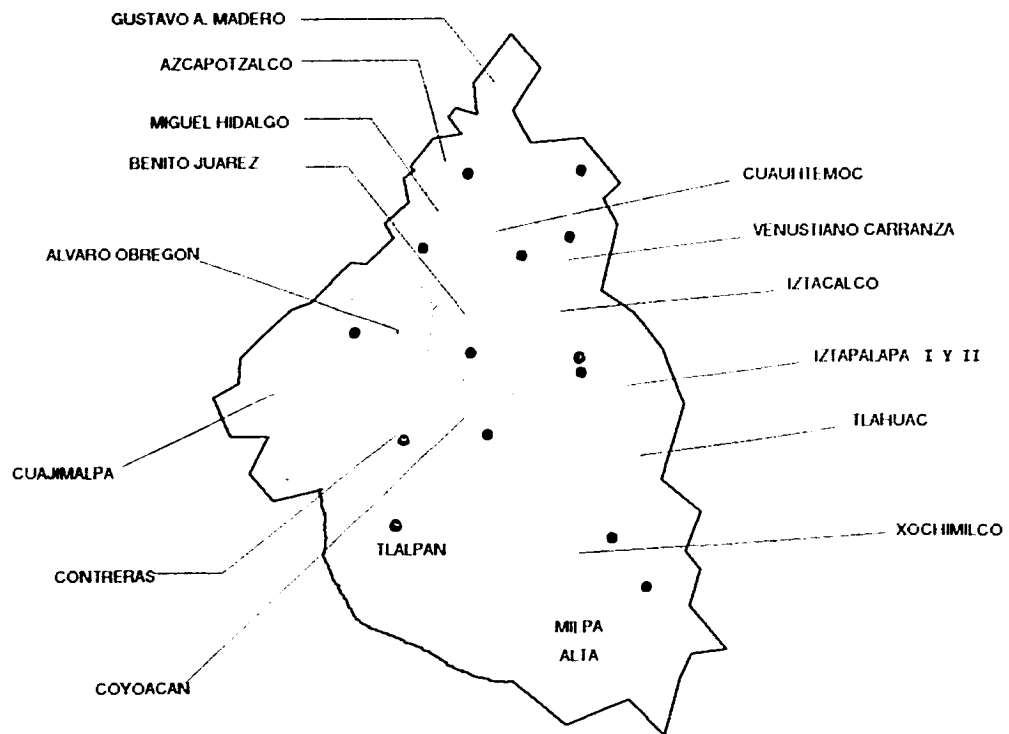 GUSTAVO A. MADERO
AZCAPOTZALCO
MIGUEL HIDALGO
BENITO JUAREZ
CUAUHTEMOC
VENUSTIANO CARRANZA
ALVARO OBREGON
IZTACALCO
IZTAPALAPA I Y II
TLAHUAC
CUAJIMALPA
XOCHIMILCO
TLALPAN
CONTRERAS
MILPA
ALTA
COYOACAN